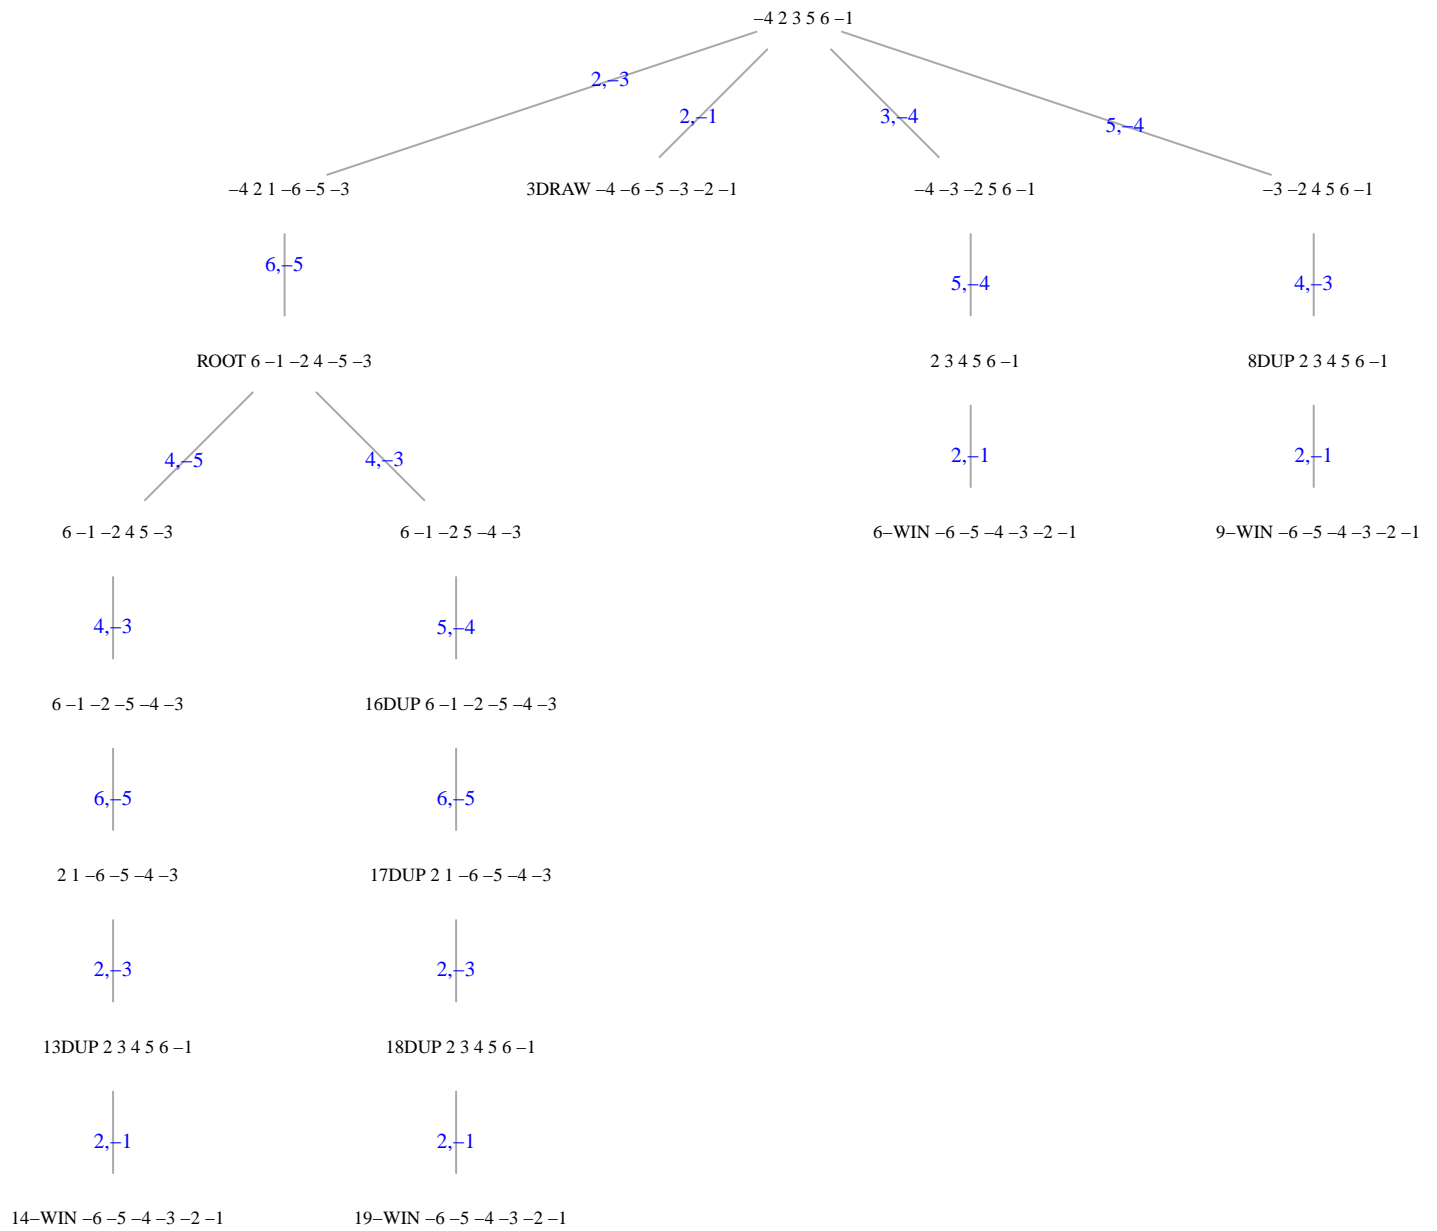 –4 2 3 5 6 –1
2,–3
2,–1
3,–4
5,–4
–4 2 1 –6 –5 –3
3DRAW –4 –6 –5 –3 –2 –1
–4 –3 –2 5 6 –1
–3 –2 4 5 6 –1
6,–5
5,–4
4,–3
ROOT 6 –1 –2 4 –5 –3
2 3 4 5 6 –1
8DUP 2 3 4 5 6 –1
4,–5
4,–3
2,–1
2,–1
6 –1 –2 4 5 –3
6 –1 –2 5 –4 –3
6–WIN –6 –5 –4 –3 –2 –1
9–WIN –6 –5 –4 –3 –2 –1
4,–3
5,–4
6 –1 –2 –5 –4 –3
16DUP 6 –1 –2 –5 –4 –3
6,–5
6,–5
2 1 –6 –5 –4 –3
17DUP 2 1 –6 –5 –4 –3
2,–3
2,–3
13DUP 2 3 4 5 6 –1
18DUP 2 3 4 5 6 –1
2,–1
2,–1
14–WIN –6 –5 –4 –3 –2 –1
19–WIN –6 –5 –4 –3 –2 –1